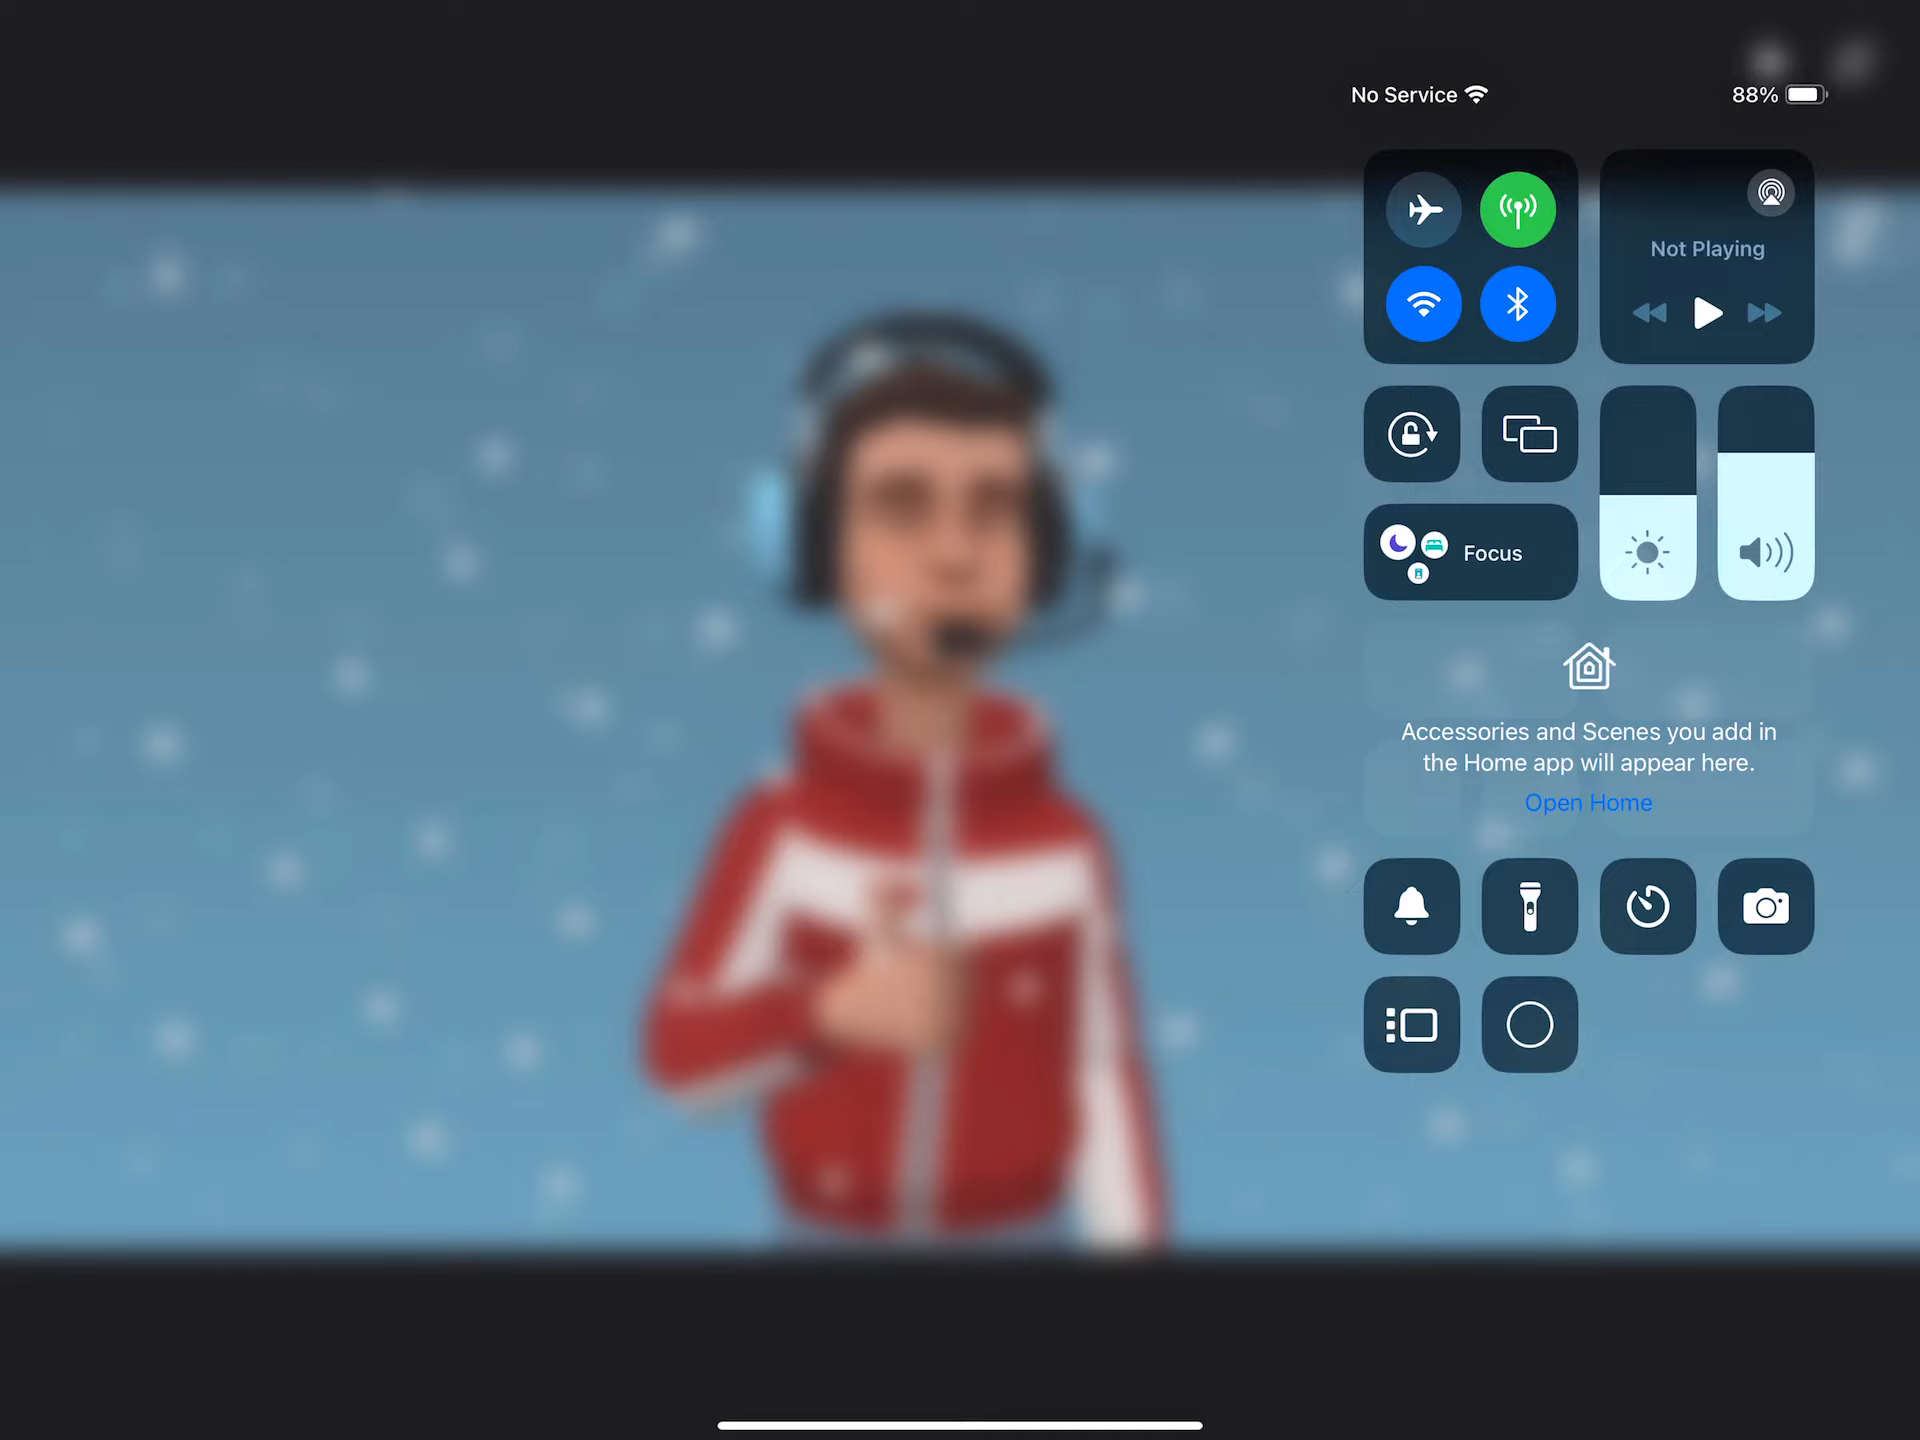 No Service
88%
Not Playing
Focus
Accessories and Scenes you add in
the Home app will appear here.
Open Home